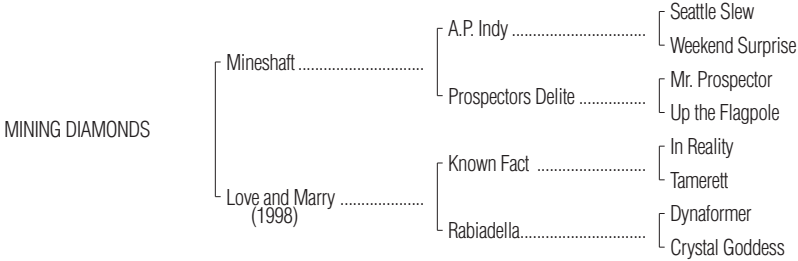 Seattle Slew
A.P. Indy ................................
Weekend Surprise
Mineshaft ..............................
Mr. Prospector
Prospectors Delite ................
Up the Flagpole
MINING DIAMONDS
In Reality
Known Fact ..........................
Tamerett
Love and Marry ....................
(1998)
Dynaformer
Rabiadella..............................
Crystal Goddess